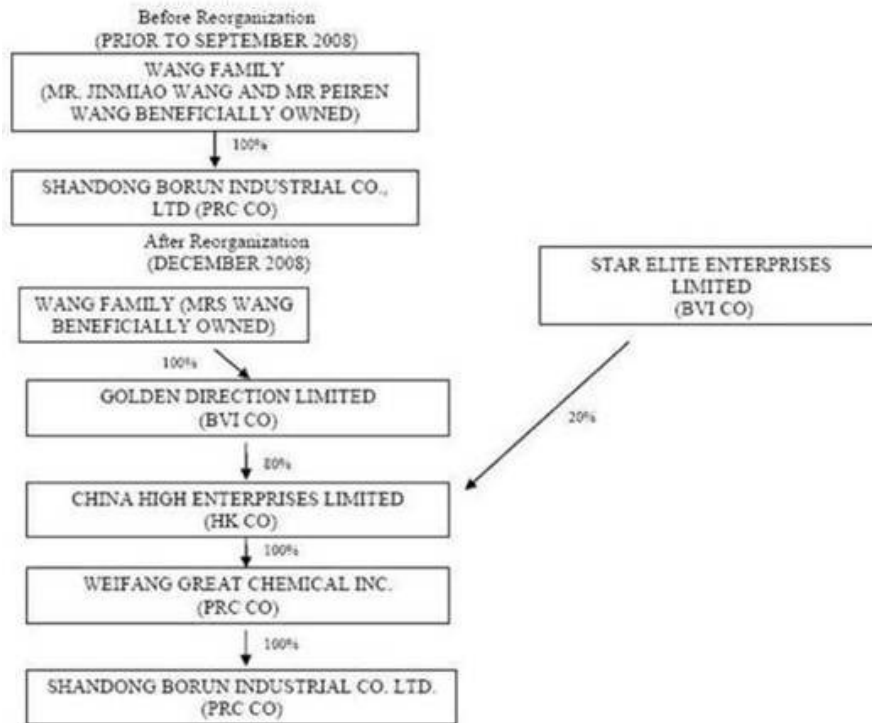 Before Reorganization
(PRIOR TO SEPTEMBER 2008)
WANG FAMILY
(MR. JINMIAO WANG AND MR PEIREN
WANG BENEFICIALLY OWNED)
100%
SHANDONG BORUN INDUSTRIAL CO.,
LTD (PRC CO)
After Reorganization
(DECEMBER 2008)
STAR ELITE ENTERPRISES
LIMITED
(BVI CO)
WANG FAMILY (MRS WANG
BENEFICIALLY OWNED)
100%
GOLDEN DIRECTION LIMITED
(BVI CO)
20%
80%
CHINA HIGH ENTERPRISES LIMITED
(HK CO)
100%
WEIFANG GREAT CHEMICAL INC.
(PRC CO)
100%
SHANDONG BORUN INDUSTRIAL CO. LTD.
(PRC CO)